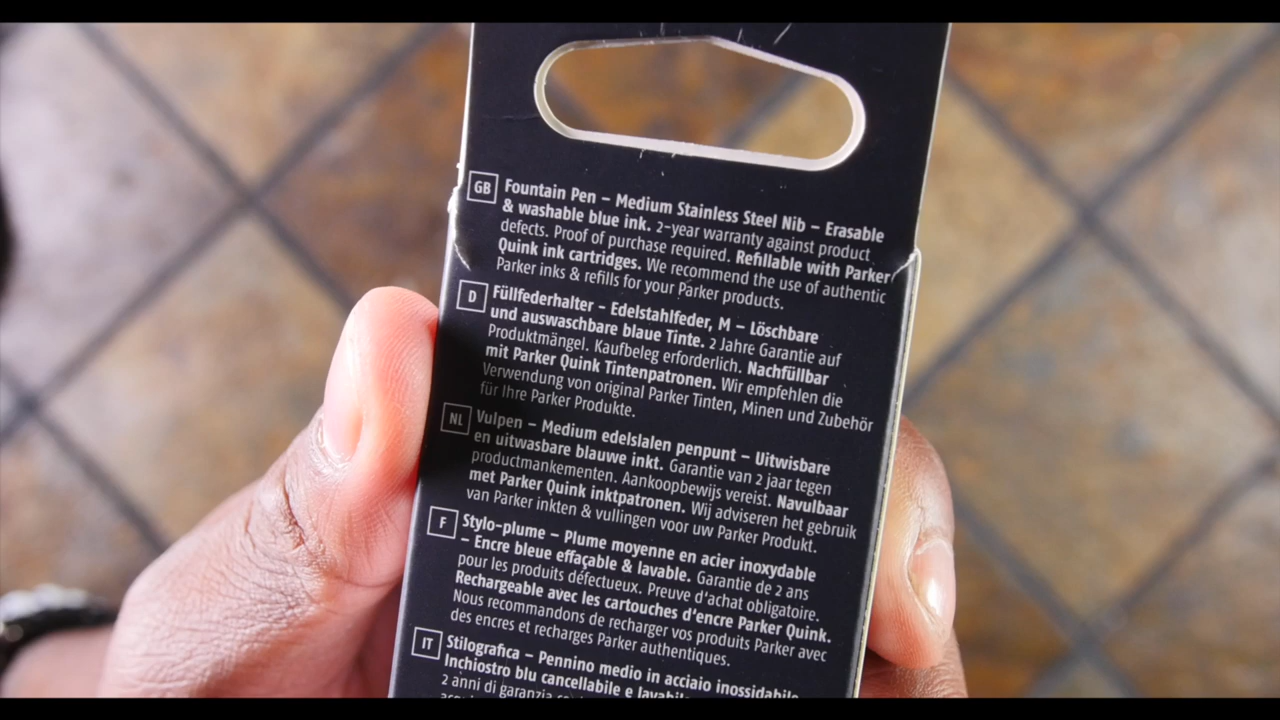 GB Fountain Pen – Medium Stainless Steel Nib – Erasable
& washable blue ink. 2-year warranty against product
defects. Proof of purchase required. Refillable with Parker
Quink ink cartridges. We recommend the use of authentic
Parker inks & refills for your Parker products.
D Füllfederhalter – Edelstahlfeder, M – Löschbare
und auswaschbare blaue Tinte. 2 Jahre Garantie auf
Produktmängel. Kaufbeleg erforderlich. Nachfüllbar
mit Parker Quink Tintenpatronen. Wir empfehlen die
Verwendung von original Parker Tinten, Minen und Zubehör
für Ihre Parker Produkte.
NL Vulpen – Medium edelslalen penpunt – Uitwisbare
en uitwasbare blauwe inkt. Garantie van 2 jaar tegen
productmankementen. Aankoopbewijs vereist. Navulbaar
met Parker Quink inktpatronen. Wij adviseren het gebruik
van Parker inkten & vullingen voor uw Parker Produkt.
F Stylo-plume – Plume moyenne en acier inoxydable
– Encre bleue effaçable & lavable. Garantie de 2 ans
pour les produits défectueux. Preuve d'achat obligatoire.
Rechargeable avec les cartouches d'encre Parker Quink.
Nous recommandons de recharger vos produits Parker avec
des encres et recharges Parker authentiques.
IT Stilografica – Pennino medio in acciaio inossidabile
Inchiostro blu cancellabile e
2 anni di garanzia